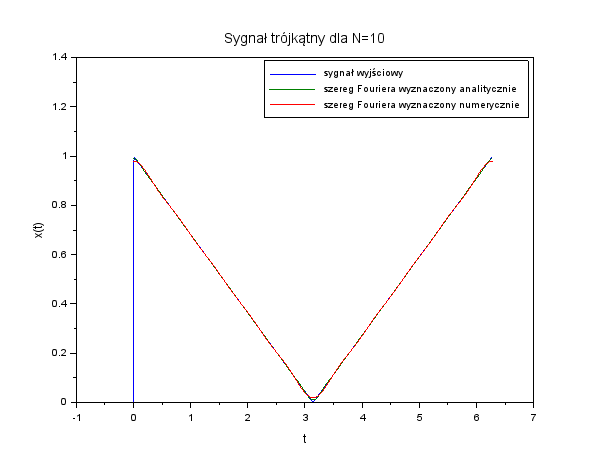 Sygnał trójkątny dla N=10
1.4
sygnał wyjściowy
szereg Fouriera wyznaczony analitycznie
szereg Fouriera wyznaczony numerycznie
1.2
1
0.8
x(t)
0.6
0.4
0.2
0
-1 0 1 2 3 4 5 6 7
t